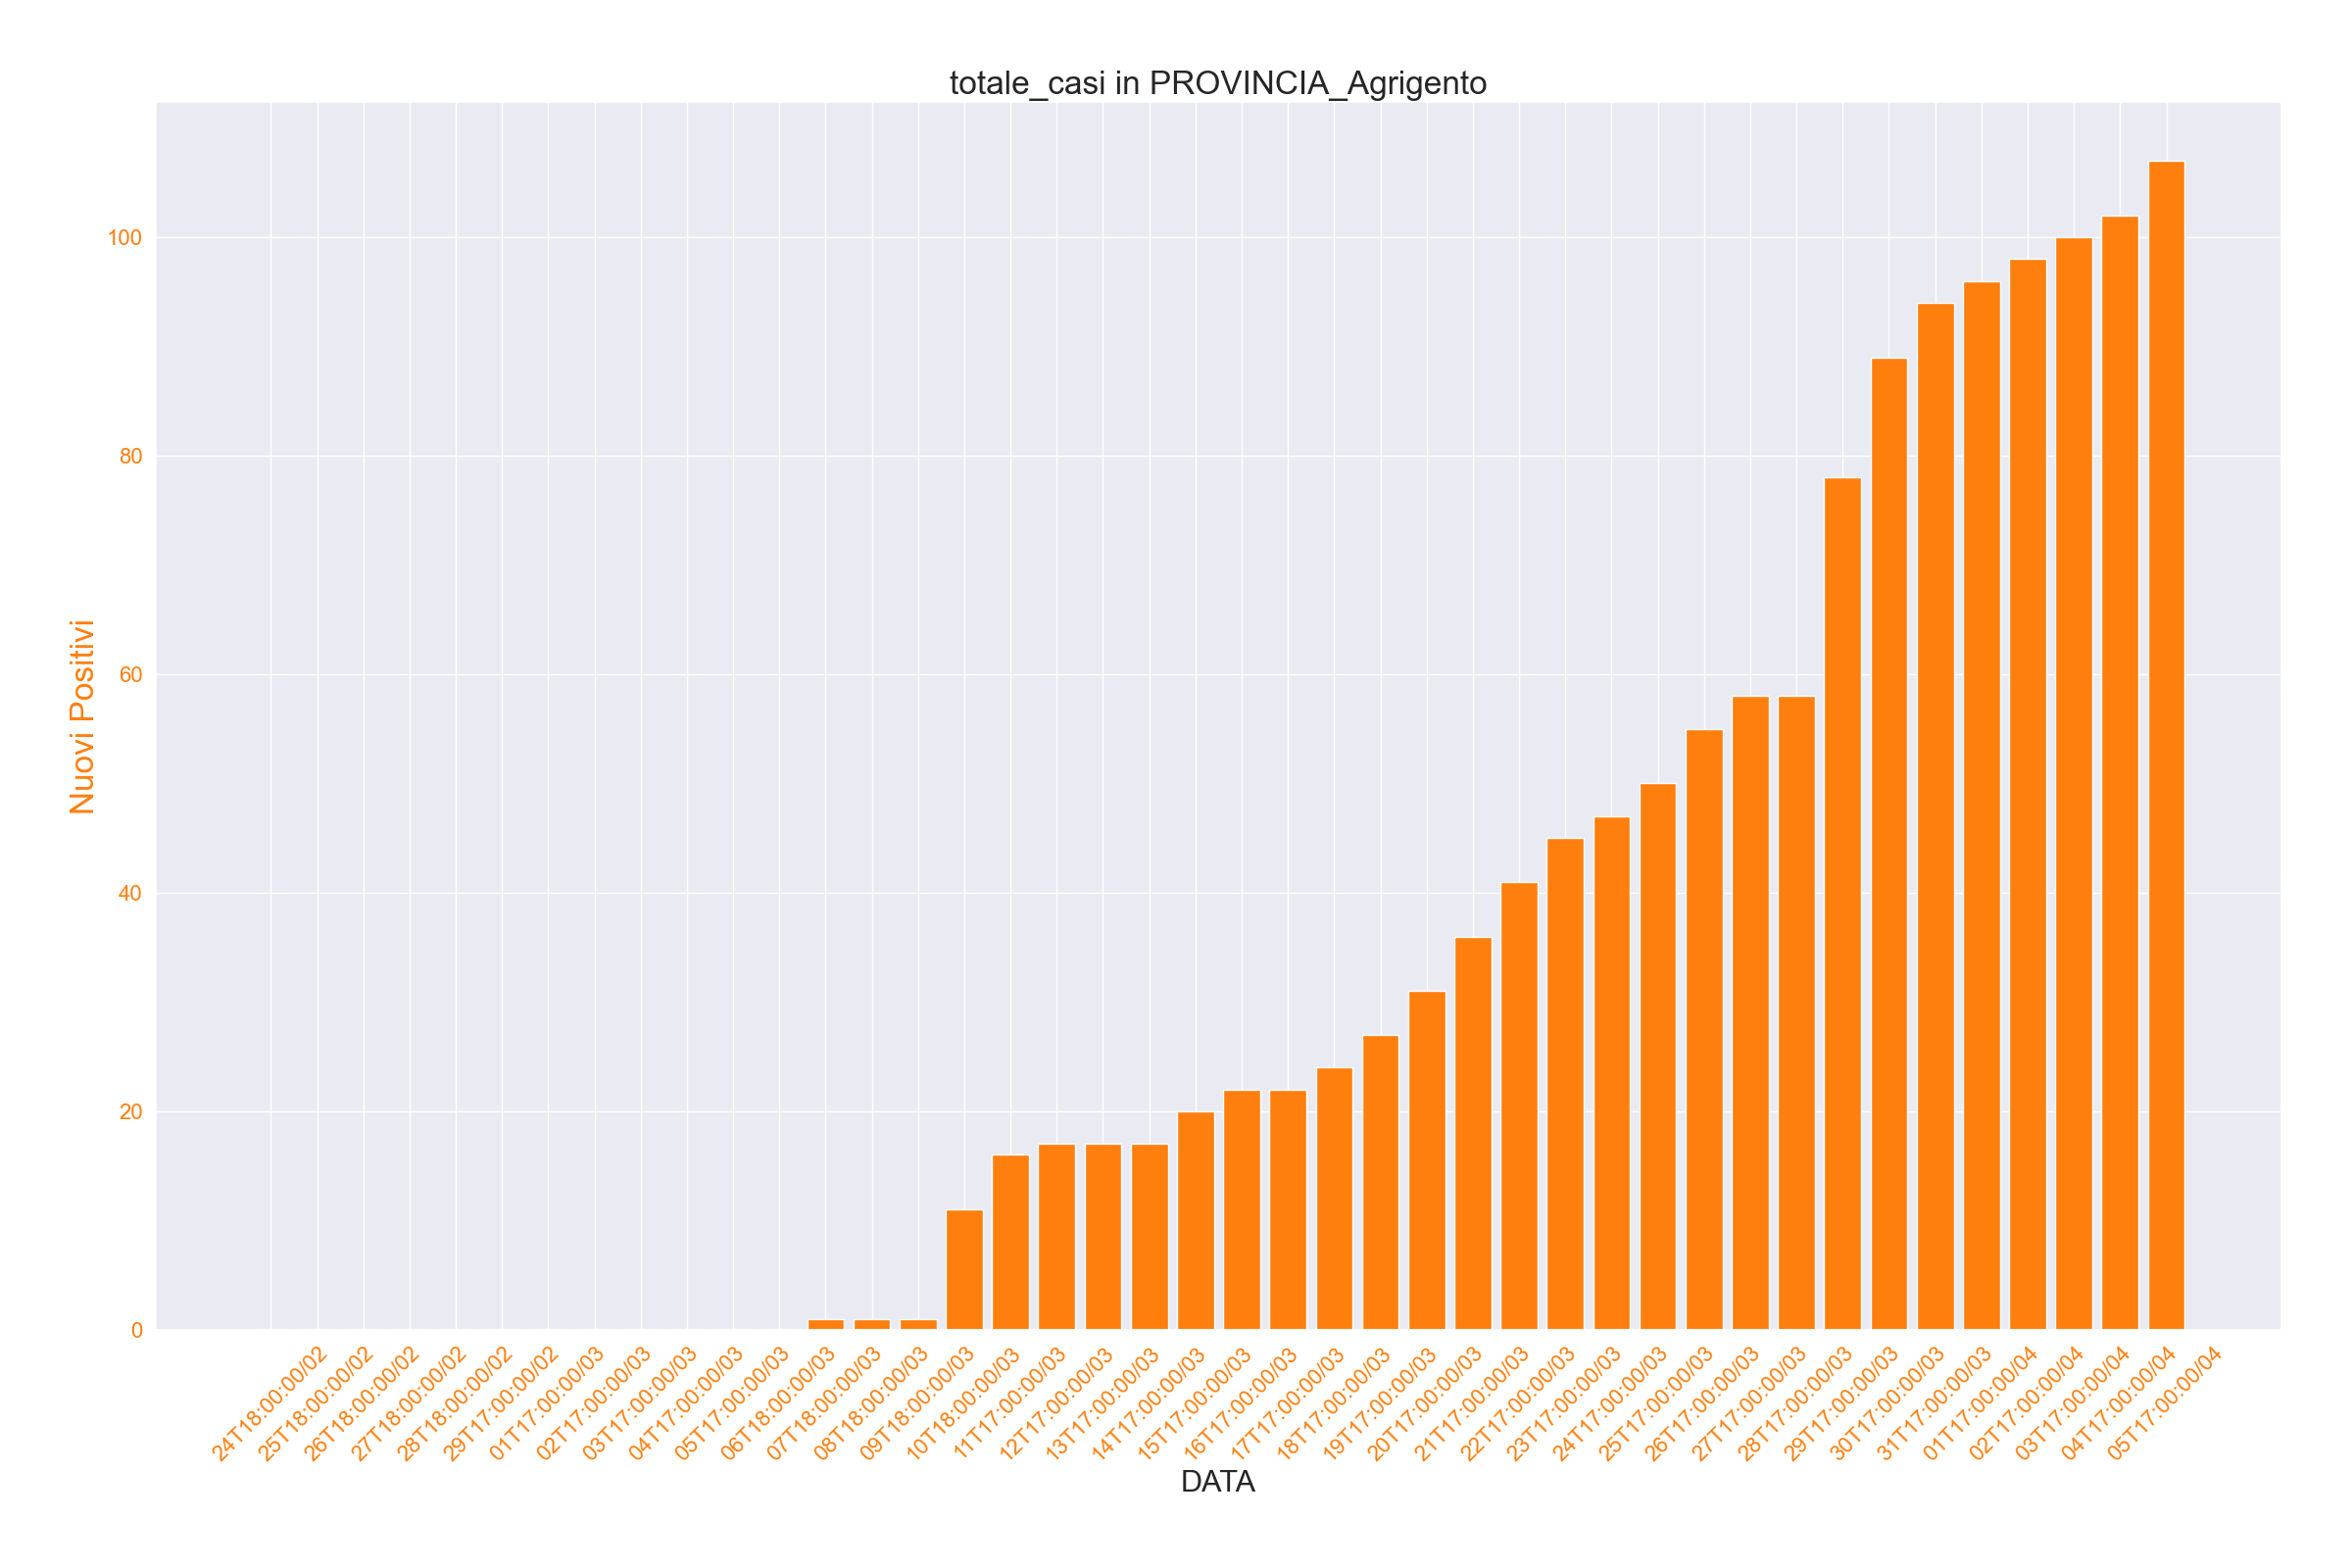 totale_casi in PROVINCIA_Agrigento
Nuovi Positivi
100
80
60
40
20
0
24T18:00:00/02
25T18:00:00/02
26T18:00:00/02
27T18:00:00/02
28T18:00:00/02
29T17:00:00/02
01T17:00:00/03
02T17:00:00/03
03T17:00:00/03
04T17:00:00/03
05T17:00:00/03
06T18:00:00/03
07T18:00:00/03
08T18:00:00/03
09T18:00:00/03
10T18:00:00/03
11T17:00:00/03
12T17:00:00/03
13T17:00:00/03
14T17:00:00/03
15T17:00:00/03
16T17:00:00/03
17T17:00:00/03
18T17:00:00/03
19T17:00:00/03
20T17:00:00/03
21T17:00:00/03
22T17:00:00/03
23T17:00:00/03
24T17:00:00/03
25T17:00:00/03
26T17:00:00/03
27T17:00:00/03
28T17:00:00/03
29T17:00:00/03
30T17:00:00/03
31T17:00:00/03
01T17:00:00/04
02T17:00:00/04
03T17:00:00/04
04T17:00:00/04
05T17:00:00/04
DATA